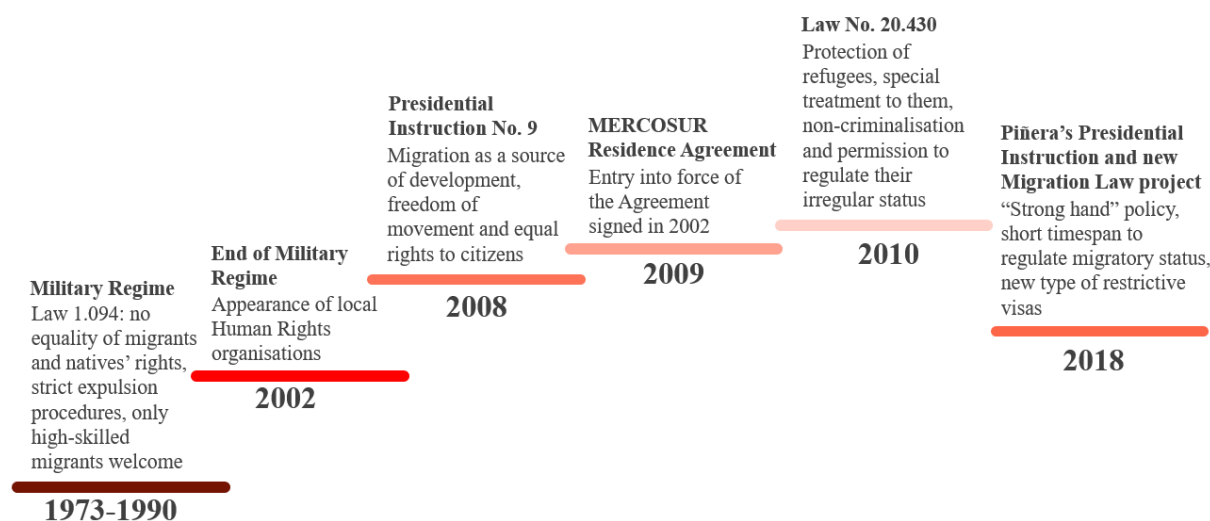 Military Regime
Law 1.094: no
equality of migrants
and natives’ rights,
strict expulsion
procedures, only
high-skilled
migrants welcome
1973-1990
End of Military
Regime
Appearance of local
Human Rights
organisations
2002
Presidential
Instruction No. 9
Migration as a source
of development,
freedom of
movement and equal
rights to citizens
2008
MERCOSUR
Residence Agreement
Entry into force of
the Agreement
signed in 2002
2009
Law No. 20.430
Protection of
refugees, special
treatment to them,
non-criminalisation
and permission to
regulate their
irregular status
2010
Piñera’s Presidential
Instruction and new
Migration Law project
“Strong hand” policy,
short timespan to
regulate migratory status,
new type of restrictive
visas
2018